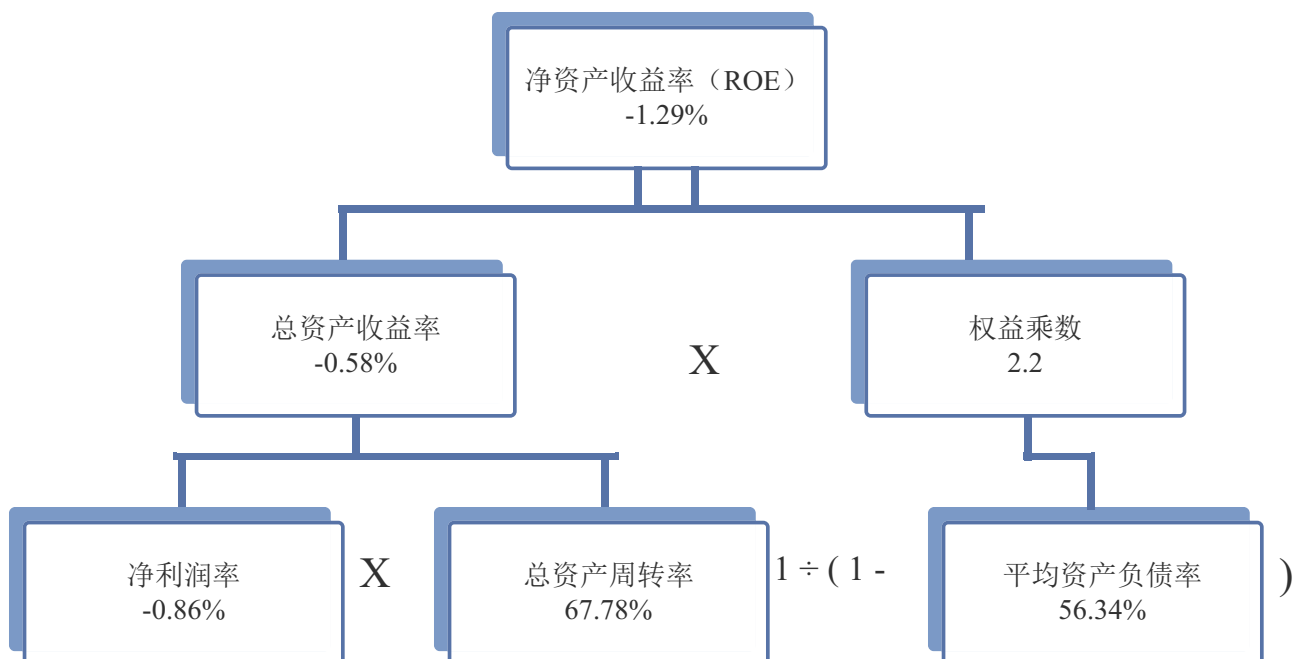 净资产收益率（ROE）
-1.29%
总资产收益率
-0.58%
X
权益乘数
2.2
净利润率
-0.86%
X
总资产周转率
67.78%
1 ÷ ( 1 -
平均资产负债率
56.34%
)